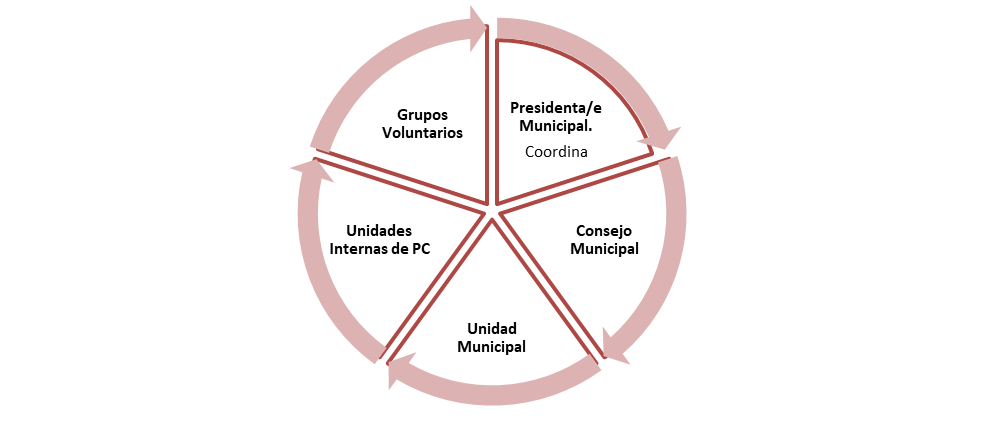 Presidenta/e
Municipal.
Coordina
Consejo
Municipal
Unidad
Municipal
Unidades
Internas de PC
Grupos
Voluntarios